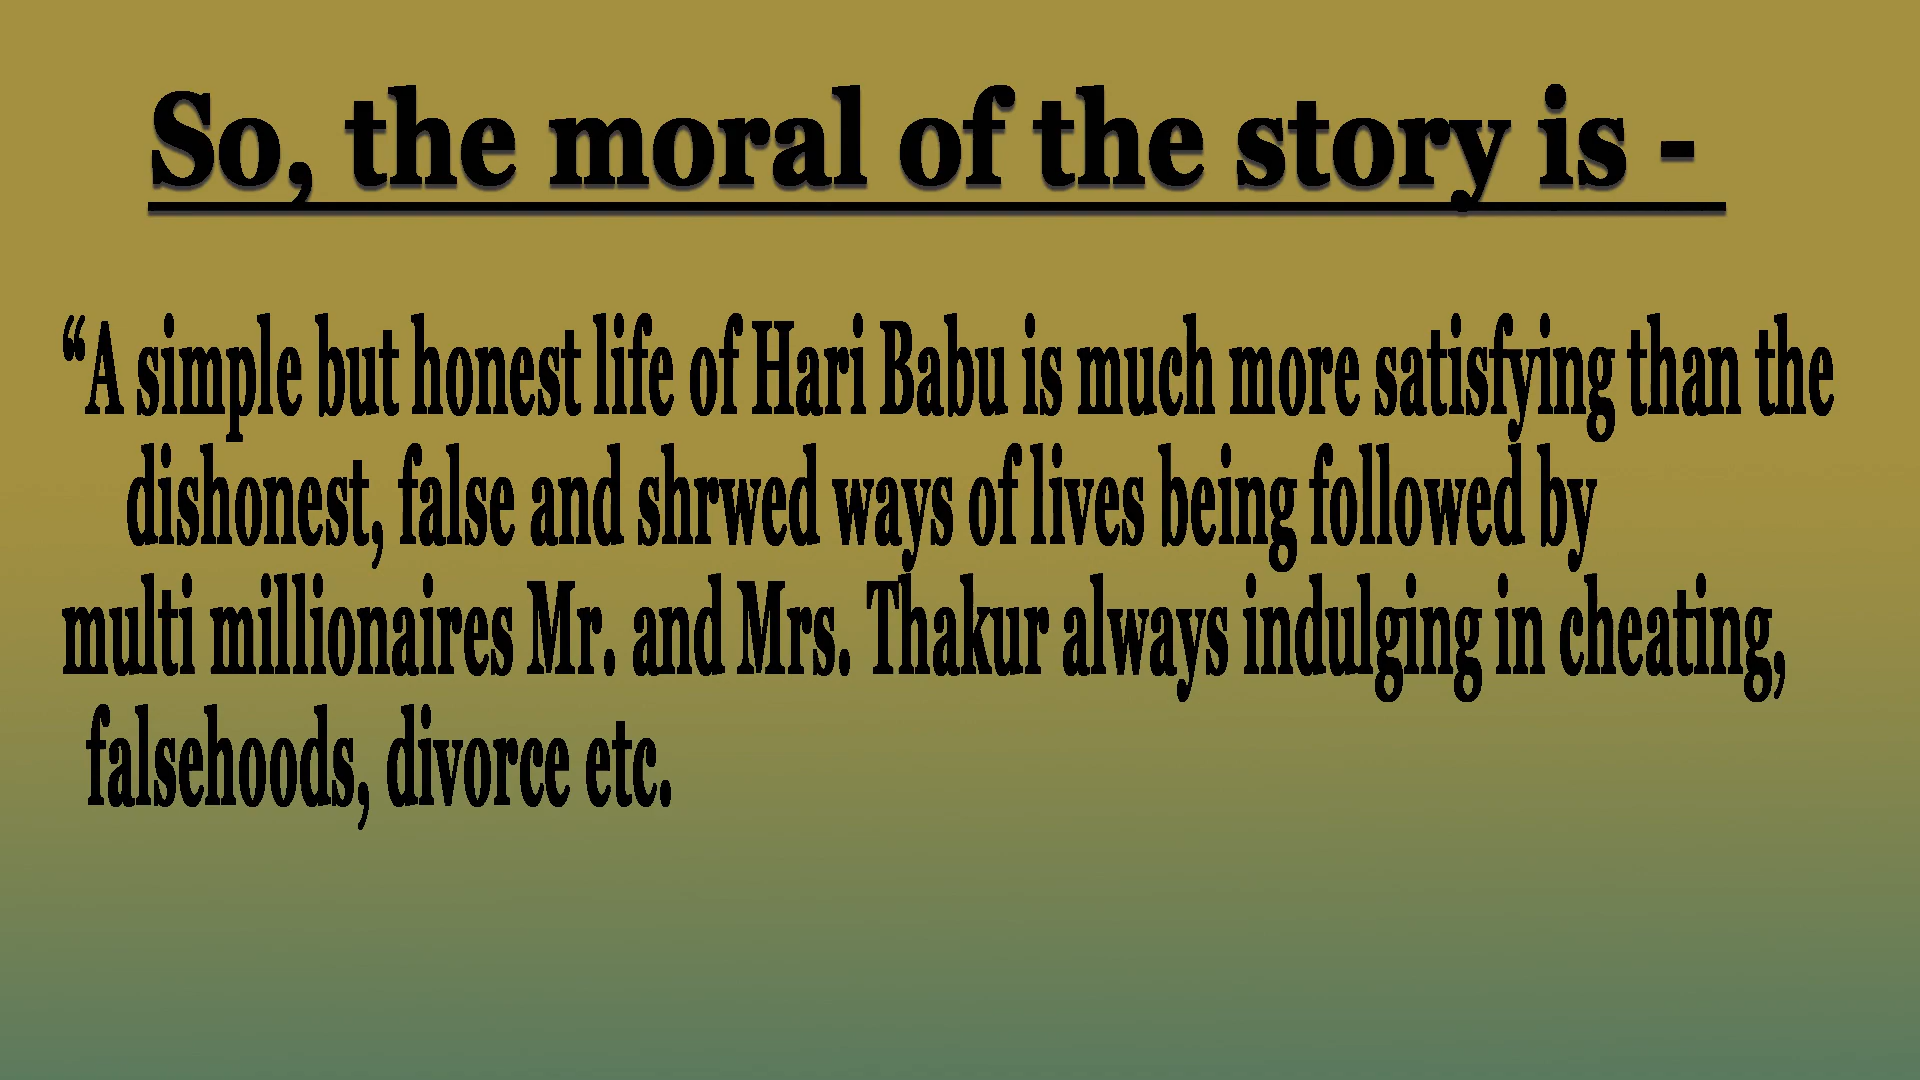 So, the moral of the story is -
“A simple but honest life of Hari Babu is much more satisfying than the
dishonest, false and shrwed ways of lives being followed by
multi millionaires Mr. and Mrs. Thakur always indulging in cheating,
falsehoods, divorce etc.